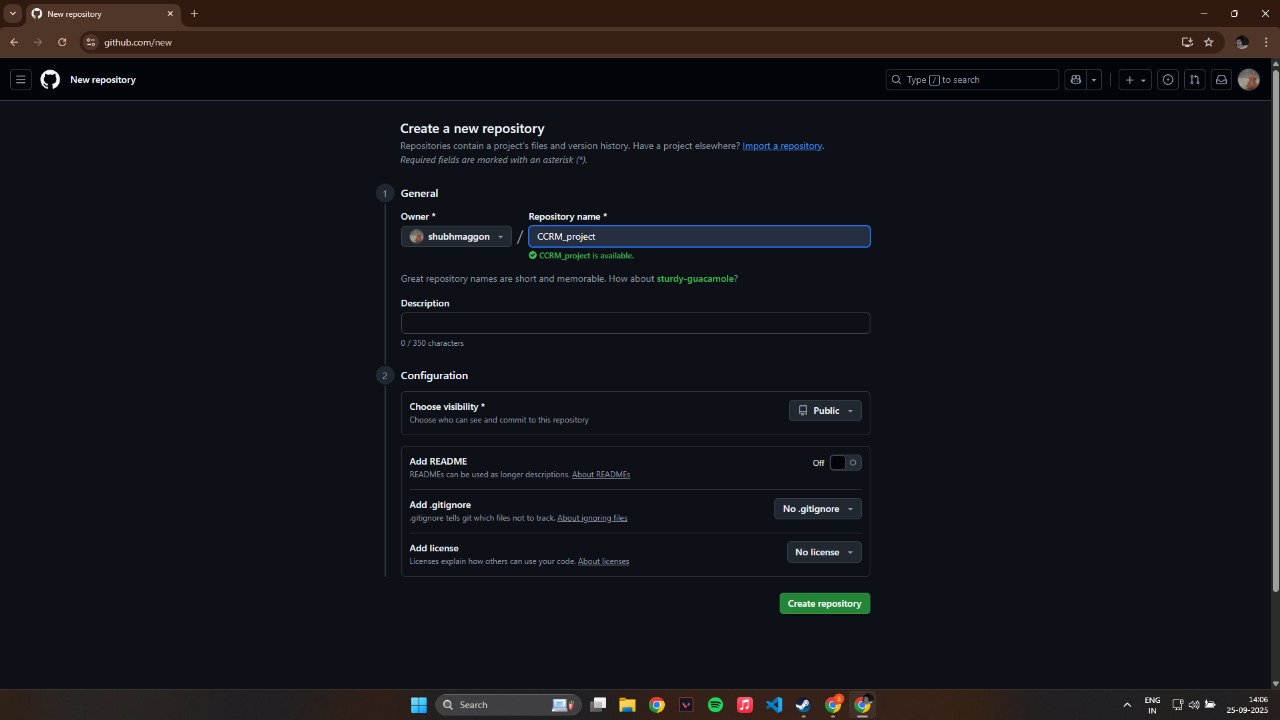 New repository
github.com/new
New repository
Type / to search
Create a new repository
Repositories contain a project's files and version history. Have a project elsewhere? Import a repository.
Required fields are marked with an asterisk (*).
1 General
Owner *
Repository name *
shubhmaggon / CCRM_project
CCRM_project is available.
Great repository names are short and memorable. How about sturdy-guacamole?
Description
0 / 350 characters
2 Configuration
Choose visibility *
Choose who can see and commit to this repository
Public
Add README
READMEs can be used as longer descriptions. About READMEs
Off
Add .gitignore
.gitignore tells git which files not to track. About ignoring files
No .gitignore
Add license
Licenses explain how others can use your code. About licenses
No license
Create repository
Search
ENG
IN
14:06
25-09-2025